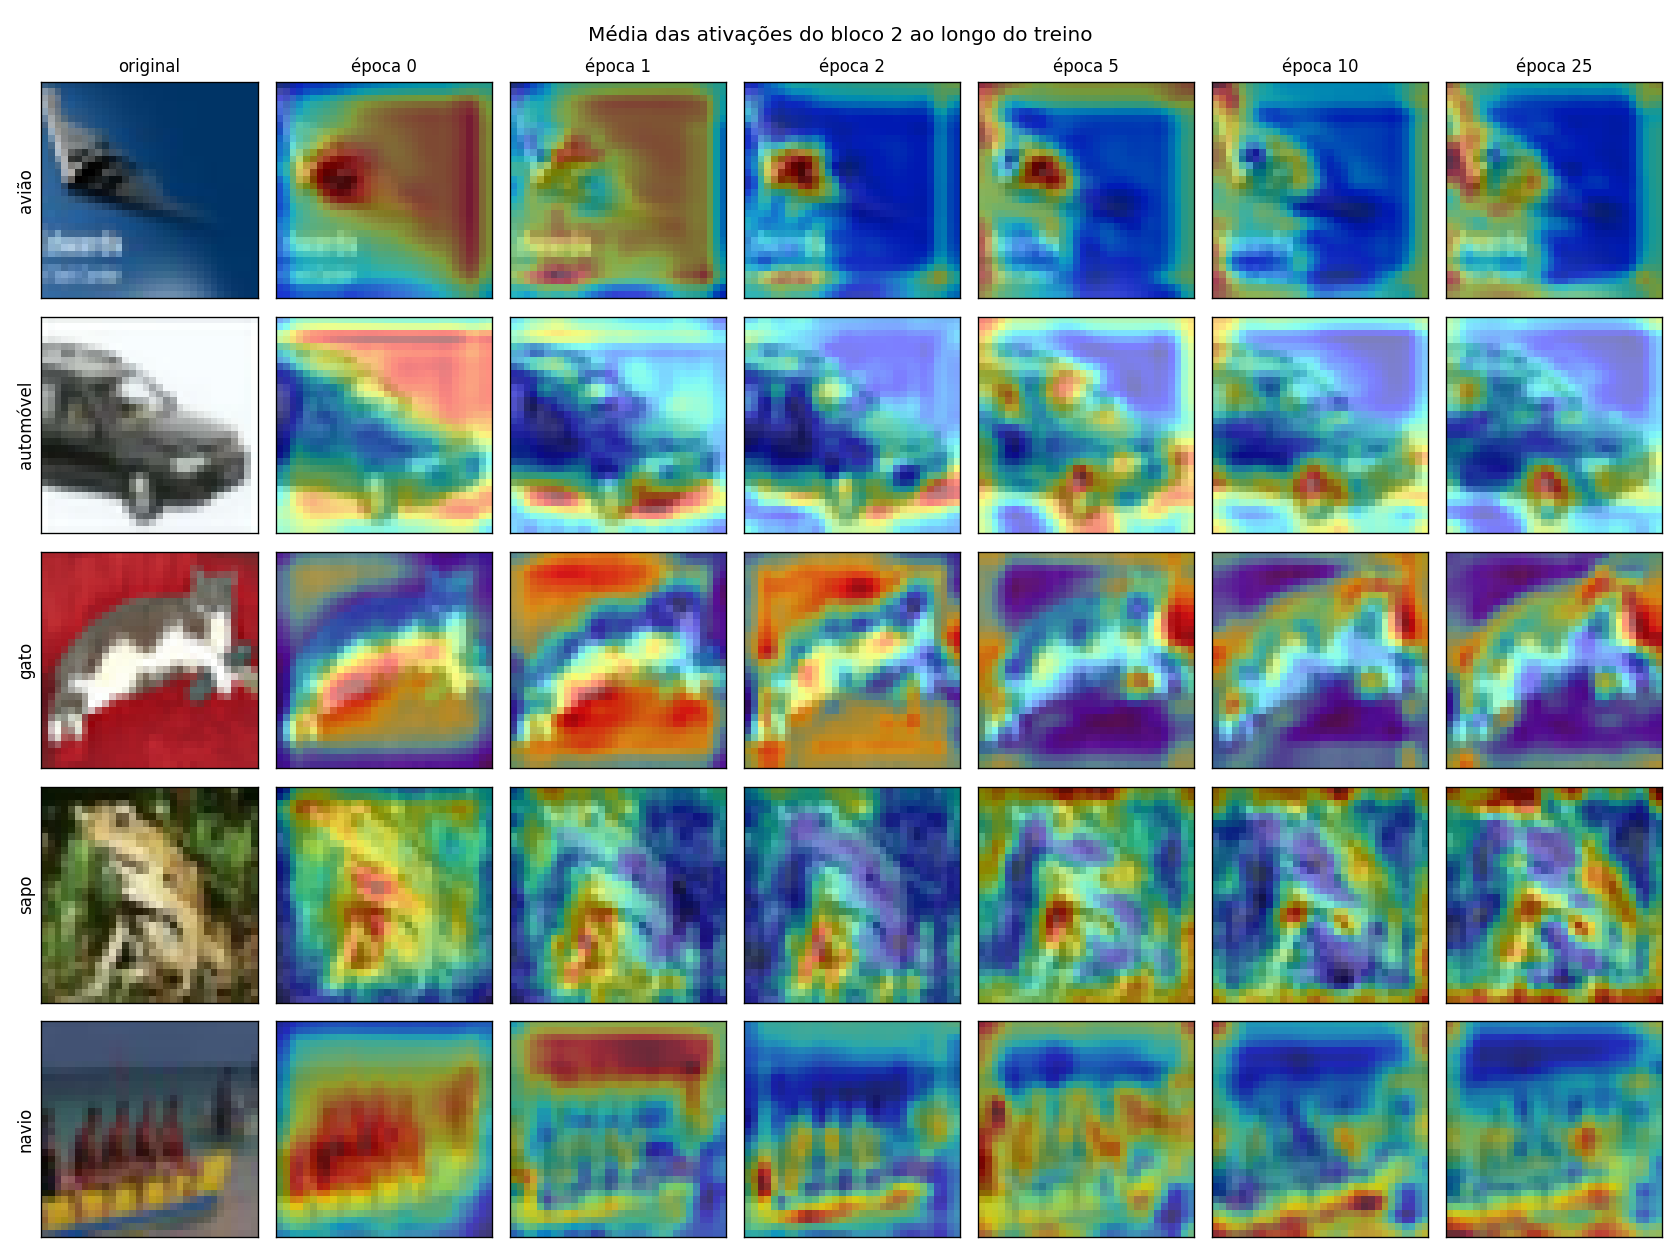 Média das ativações do bloco 2 ao longo do treino
original
época 0
época 1
época 2
época 5
época 10
época 25
avião
automóvel
gato
sapo
navio